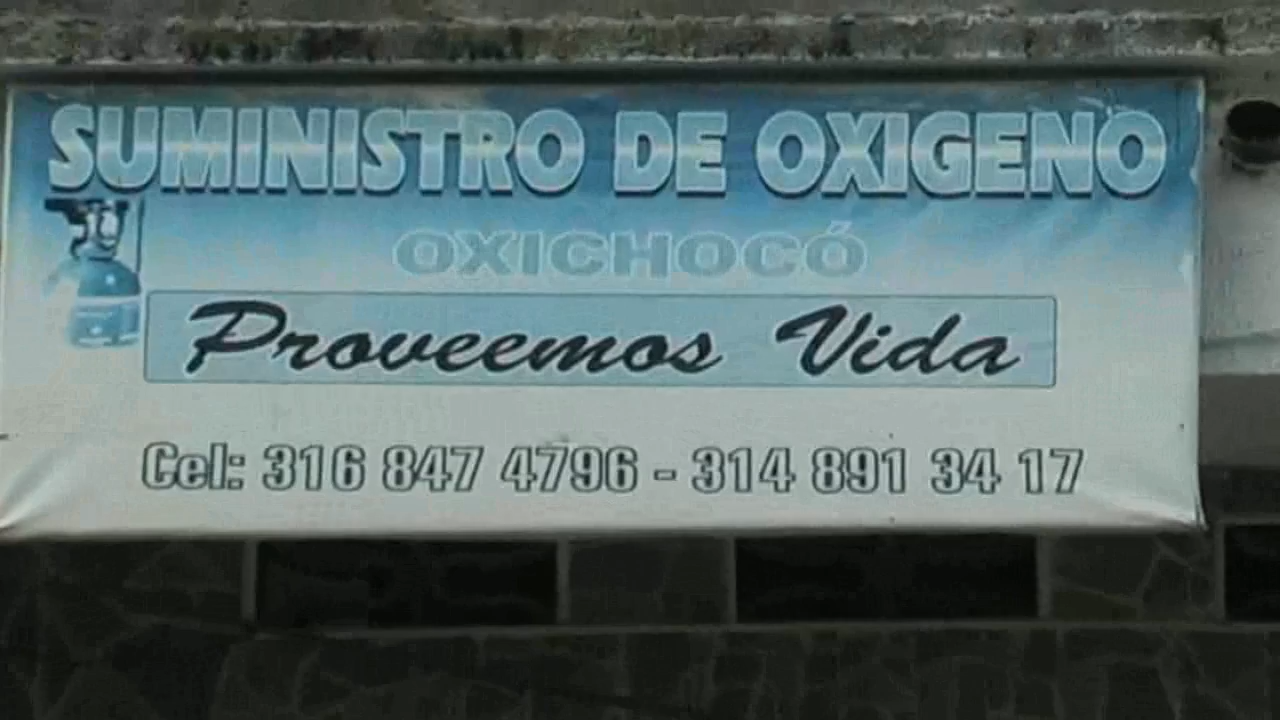 SUMINISTRO DE OXIGENO
OXICHOCÓ
Proveemos Vida
Cel: 316 847 4796 - 314 891 34 17